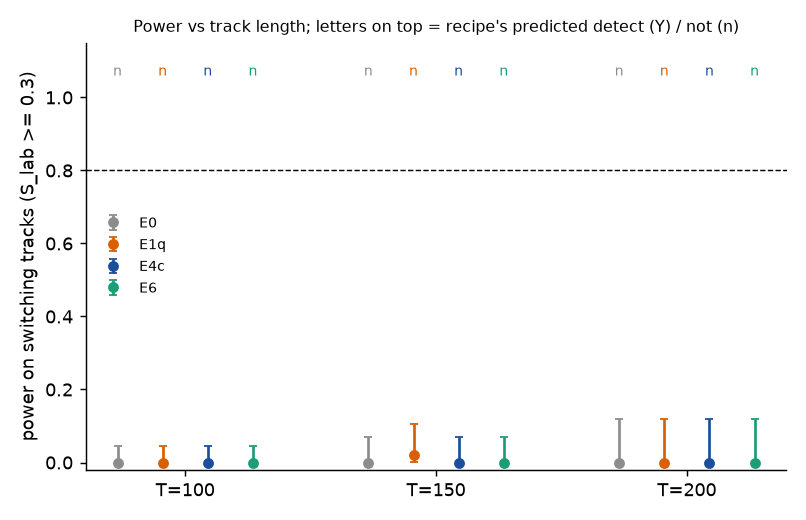 Power vs track length; letters on top = recipe's predicted detect (Y) / not (n)
n n n n n n n n n n n n
power on switching tracks (S_lab >= 0.3)
1.0
0.8
0.6
0.4
0.2
0.0
E0
E1q
E4c
E6
T=100 T=150 T=200